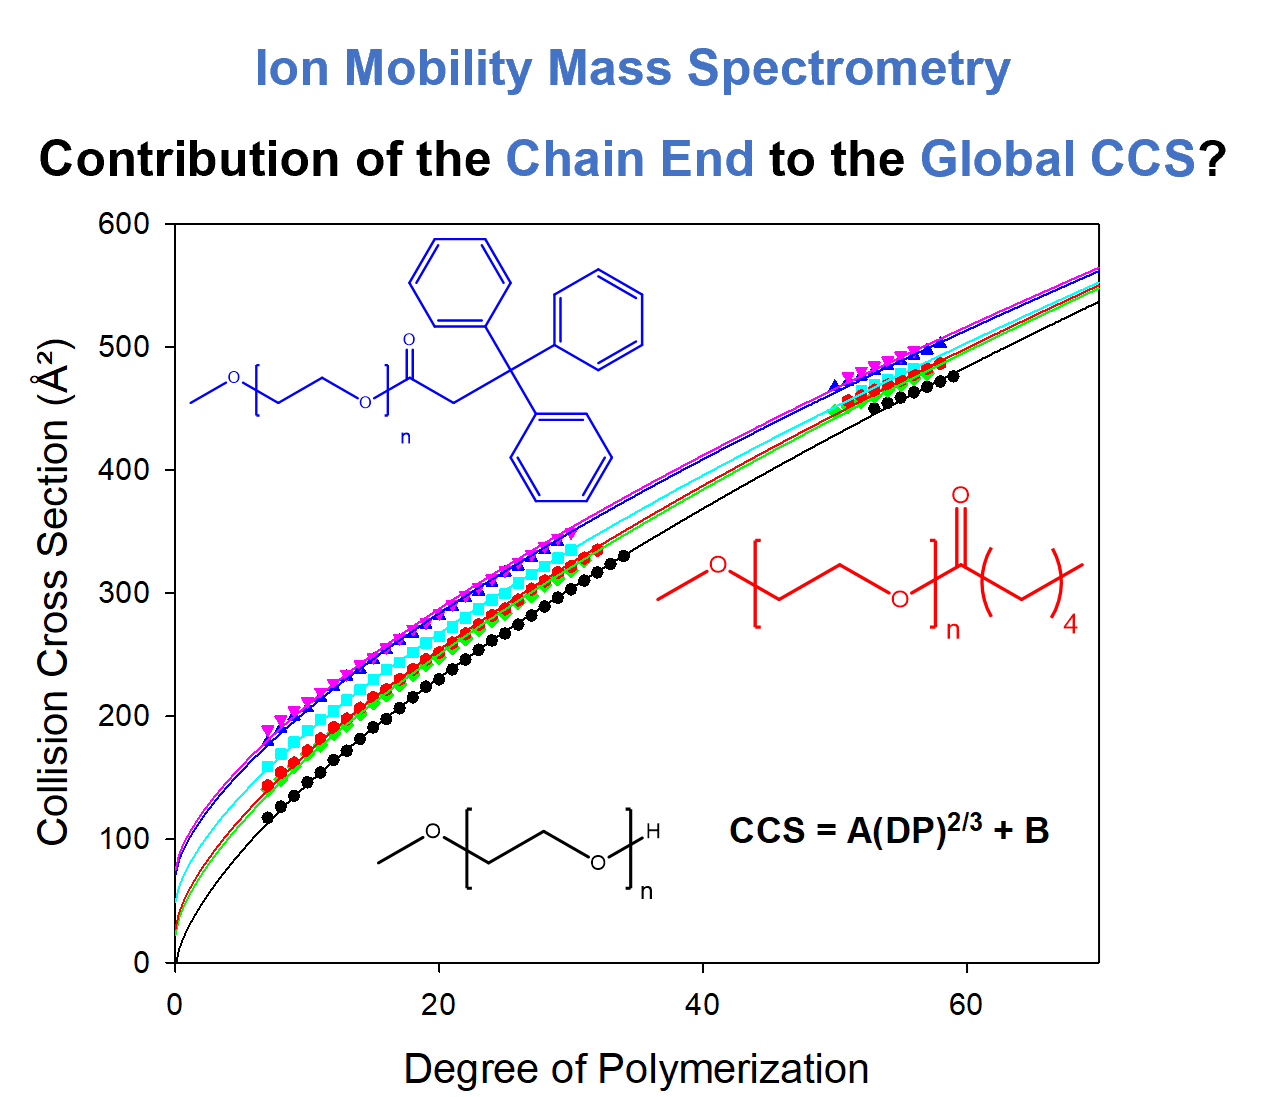 Ion Mobility Mass Spectrometry
Contribution of the Chain End to the Global CCS?
Collision Cross Section (Å²)
600
500
400
300
200
100
0
0
20
40
60
Degree of Polymerization
O
O
O
n
O
O
O
n
4
O
O
H
n
CCS = A(DP)^2/3 + B